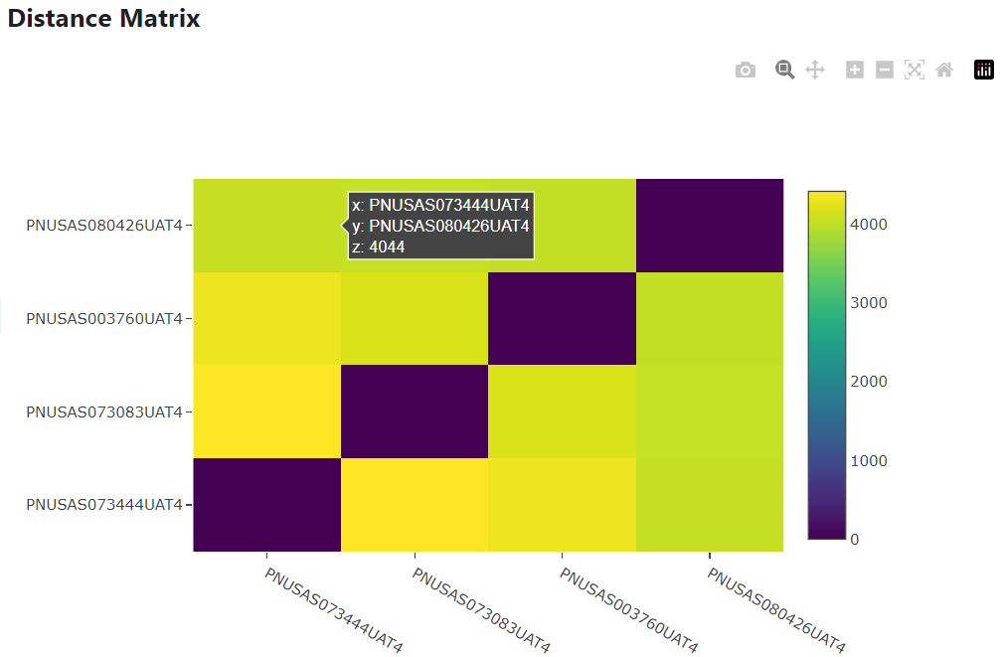 Distance Matrix
PNUSAS080426UAT4
PNUSAS003760UAT4
PNUSAS073083UAT4
PNUSAS073444UAT4
x: PNUSAS073444UAT4
y: PNUSAS080426UAT4
z: 4044
4000
3000
2000
1000
0
PNUSAS073444UAT4
PNUSAS073083UAT4
PNUSAS003760UAT4
PNUSAS080426UAT4